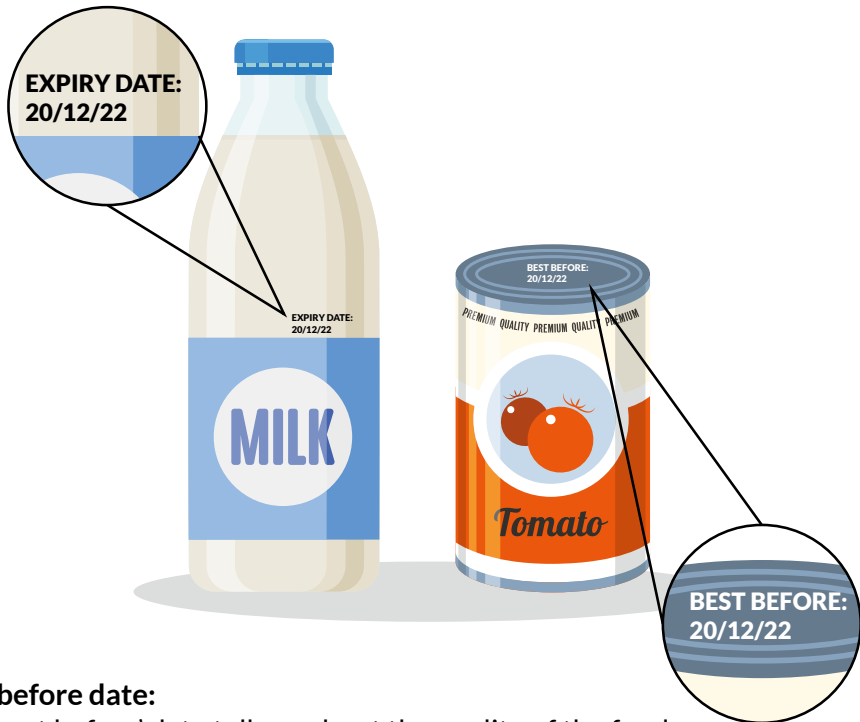 EXPIRY DATE:
20/12/22
EXPIRY DATE:
20/12/22
MILK
BEST BEFORE:
20/12/22
PREMIUM QUALITY PREMIUM QUALITY PREMIUM
Tomato
BEST BEFORE:
20/12/22
before date: